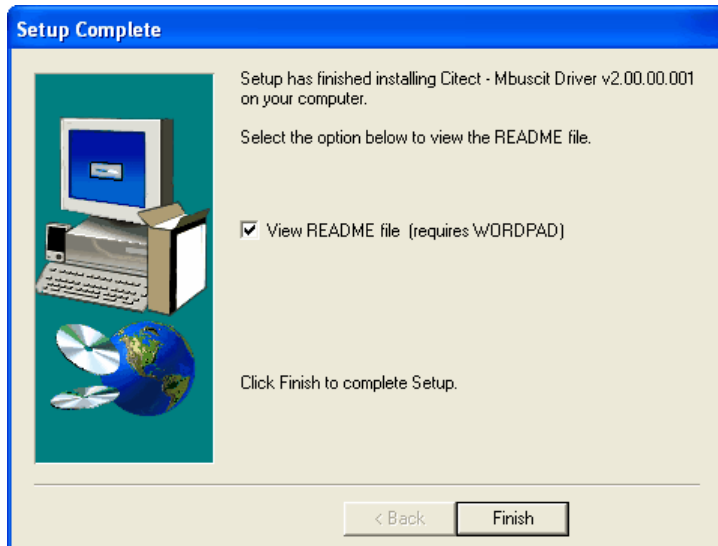 Setup Complete
Setup has finished installing Citect - Mbuscit Driver v2.00.00.001
on your computer.
Select the option below to view the README file.
View README file (requires WORDPAD)
Click Finish to complete Setup.
< Back
Finish